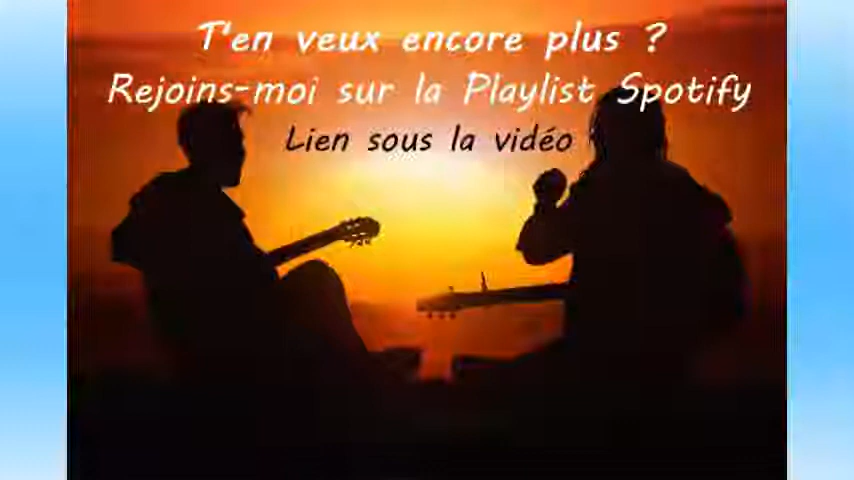 T'en veux encore plus ?
Rejoins-moi sur la Playlist Spotify
Lien sous la vidéo